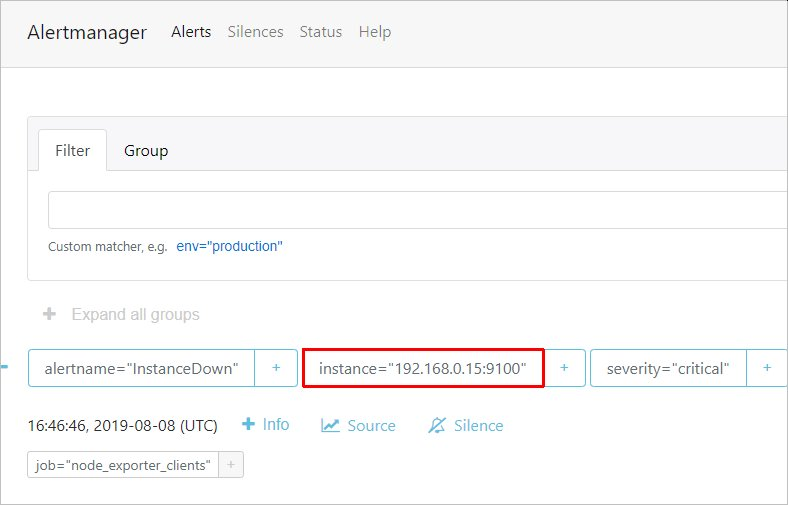 Alertmanager Alerts Silences Status Help
Filter Group
Custom matcher, e.g. env="production"
+ Expand all groups
alertname="InstanceDown" + instance="192.168.0.15:9100" + severity="critical" +
16:46:46, 2019-08-08 (UTC) + Info Source Silence
job="node_exporter_clients" +